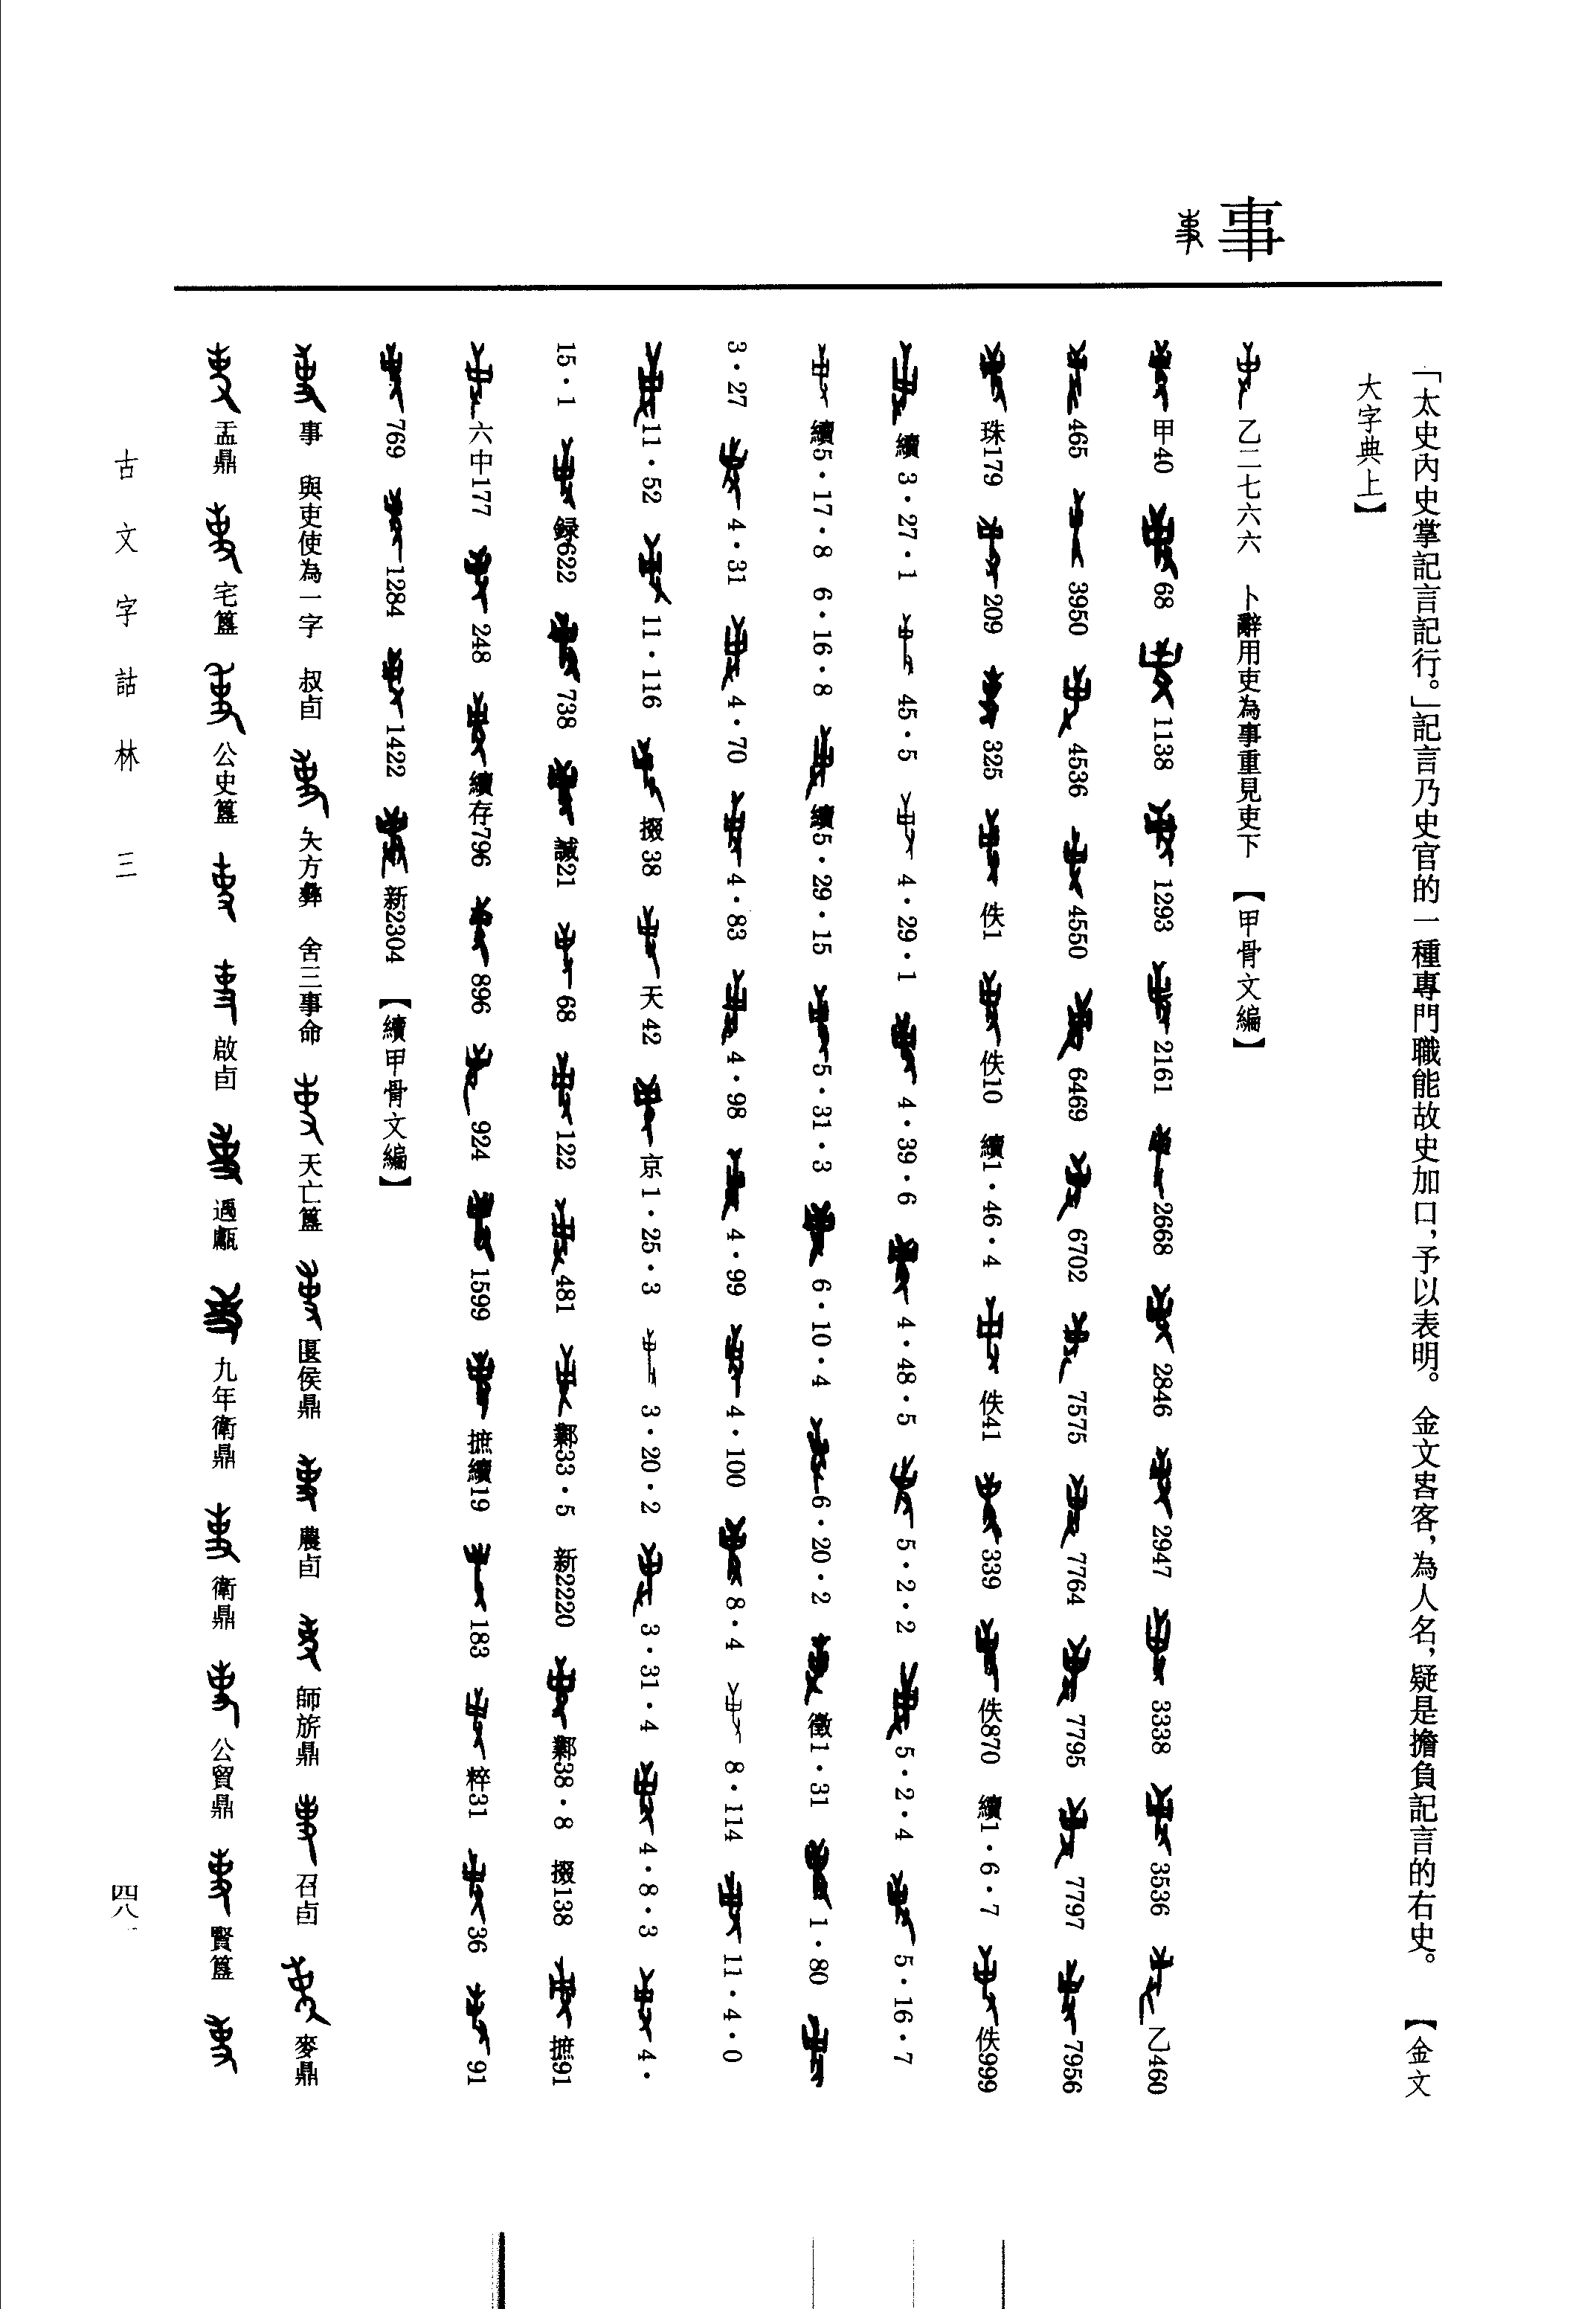 事
「太史內史掌記言記行。」記言乃史官的一種專門職能故史加口，予以表明。 金文客，為人名，疑是擔負記言的右史。 【金文
大字典上】
乙二七六六 卜辭用吏為事重見吏下 【甲骨文編】
甲40 68 1138 1293 2161 2668 2846 2947 3338 3536 乙460
465 3950 4536 4550 6469 6702 7575 7764 7795 7797 7956
珠179 209 325 佚1 佚10 續1·46·4 佚41 339 佚870 續1·6·7 佚999
續3·27·1 45·5 4·29·1 4·39·6 4·48·5 5·2·2 5·2·4 5·16·7
續5·17·8 6·16·8 續5·29·15 5·31·3 6·10·4 6·20·2 徵1·31 1·80
3·27 4·31 4·70 4·83 4·98 4·99 4·100 8·4 8·114 11·4·0
11·52 11·116 掇38 天42 京1·25·3 3·20·2 3·31·4 4·8·3 4·
15·1 録622 738 誠21 68 122 481 鄴33·5 新2220 鄴38·8 掇138 摭91
六中177 248 續存796 896 924 1599 摭續19 183 粹31 36 91
769 1284 1422 新2304 【續甲骨文編】
事 與吏使為一字 叔卣 夨方彝 舍三事命 天亡簋 匽侯鼎 農卣 師旂鼎 召卣 麥鼎
盂鼎 宅簋 公史簋 啟卣 遇甗 九年衛鼎 衛鼎 公貿鼎 賢簋
古文字詁林 三
四八